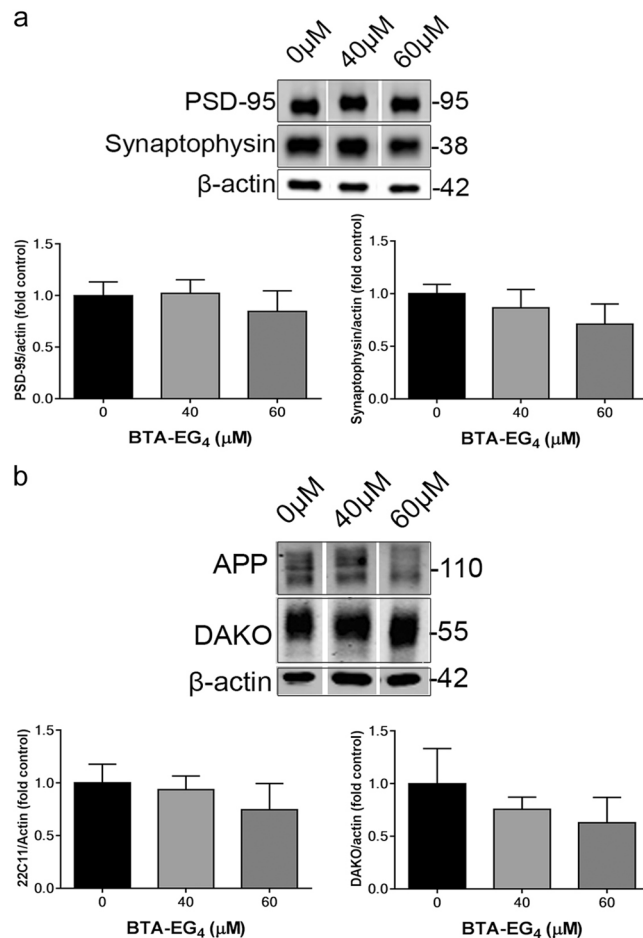 a
0μM 40μM 60μM
PSD-95 -95
Synaptophysin -38
β-actin -42
PSD-95/actin (fold control)
1.5
1.0
0.5
0.0
0 40 60
BTA-EG4 (μM)
Synaptophysin/actin (fold control)
1.5
1.0
0.5
0.0
0 40 60
BTA-EG4 (μM)
b
0μM 40μM 60μM
APP -110
DAKO -55
β-actin -42
22C11/Actin (fold control)
1.5
1.0
0.5
0.0
0 40 60
BTA-EG4 (μM)
DAKO/actin (fold control)
1.5
1.0
0.5
0.0
0 40 60
BTA-EG4 (μM)